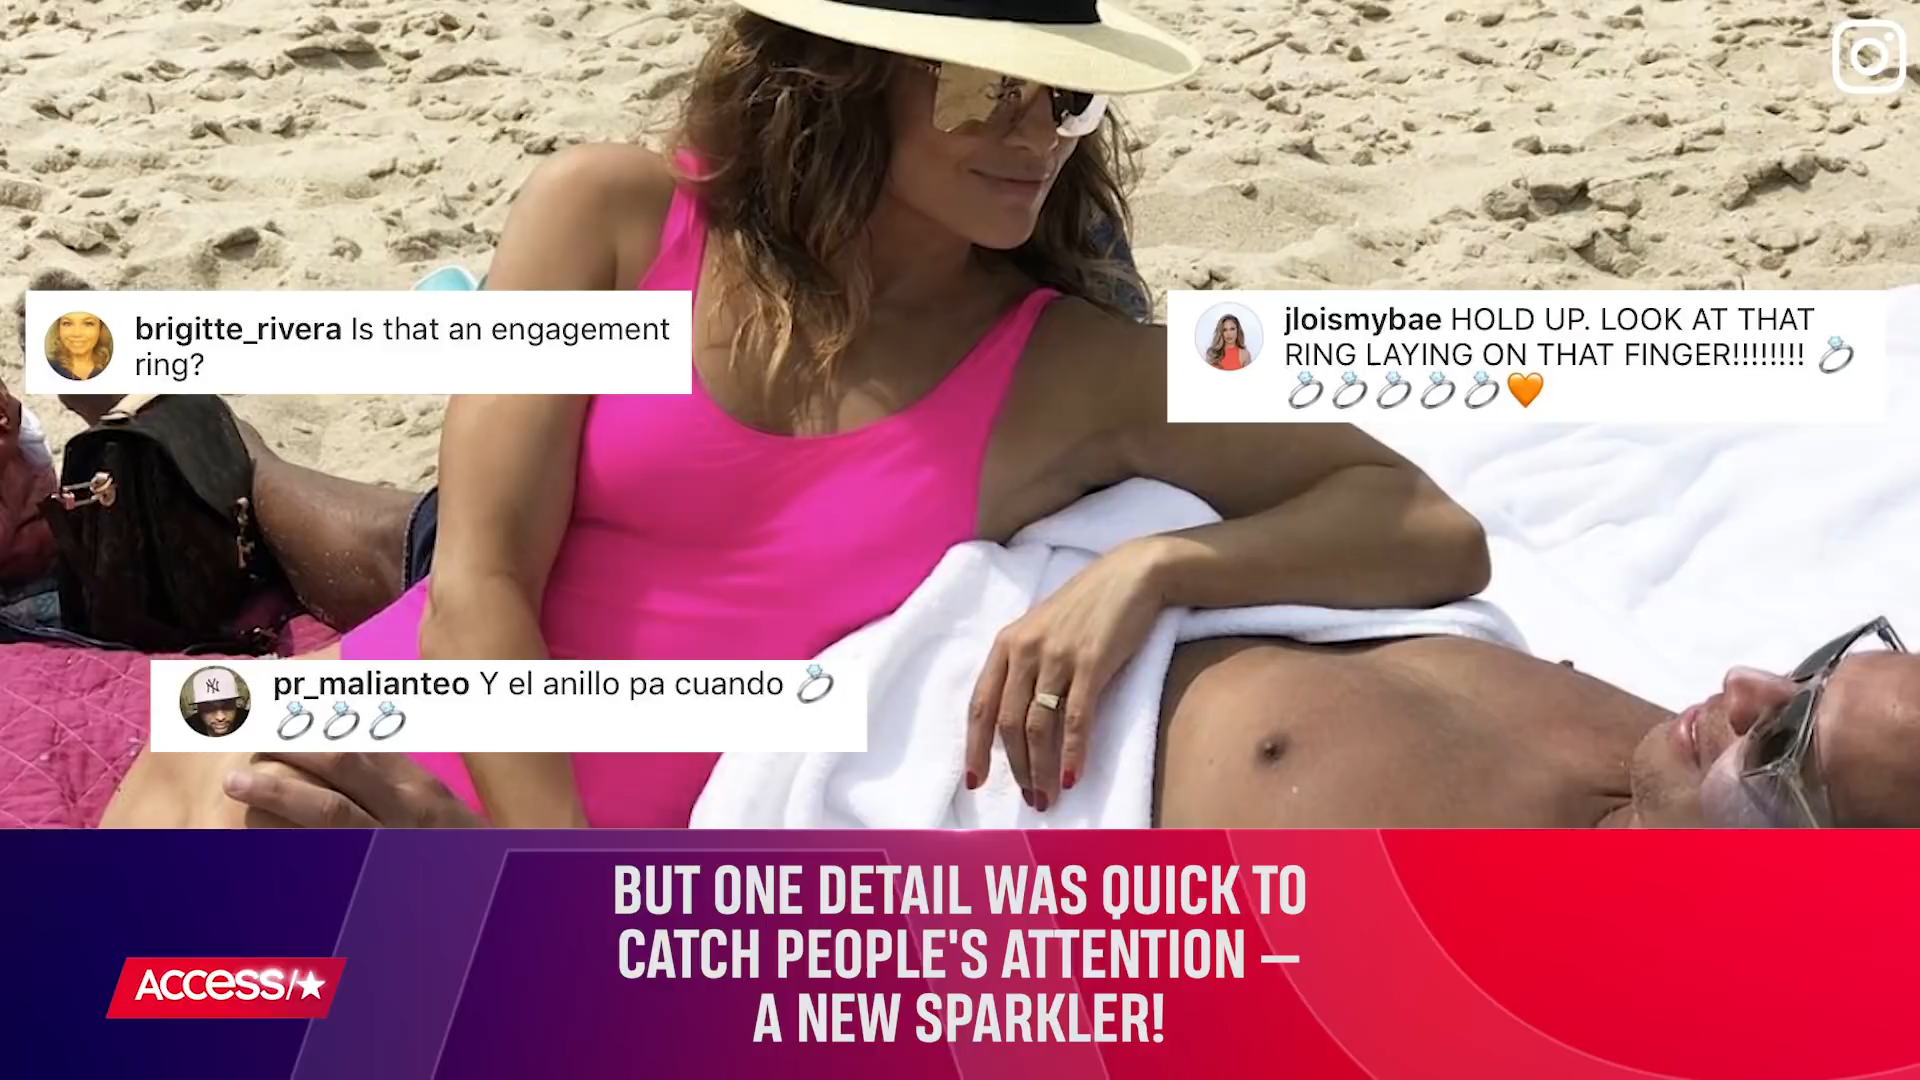 brigitte_rivera Is that an engagement
ring?
jloismybae HOLD UP. LOOK AT THAT
RING LAYING ON THAT FINGER!!!!!!!! 💍
💍💍💍💍💍🧡
pr_malianteo Y el anillo pa cuando 💍
💍💍💍
BUT ONE DETAIL WAS QUICK TO
CATCH PEOPLE'S ATTENTION –
A NEW SPARKLER!
ACCESS